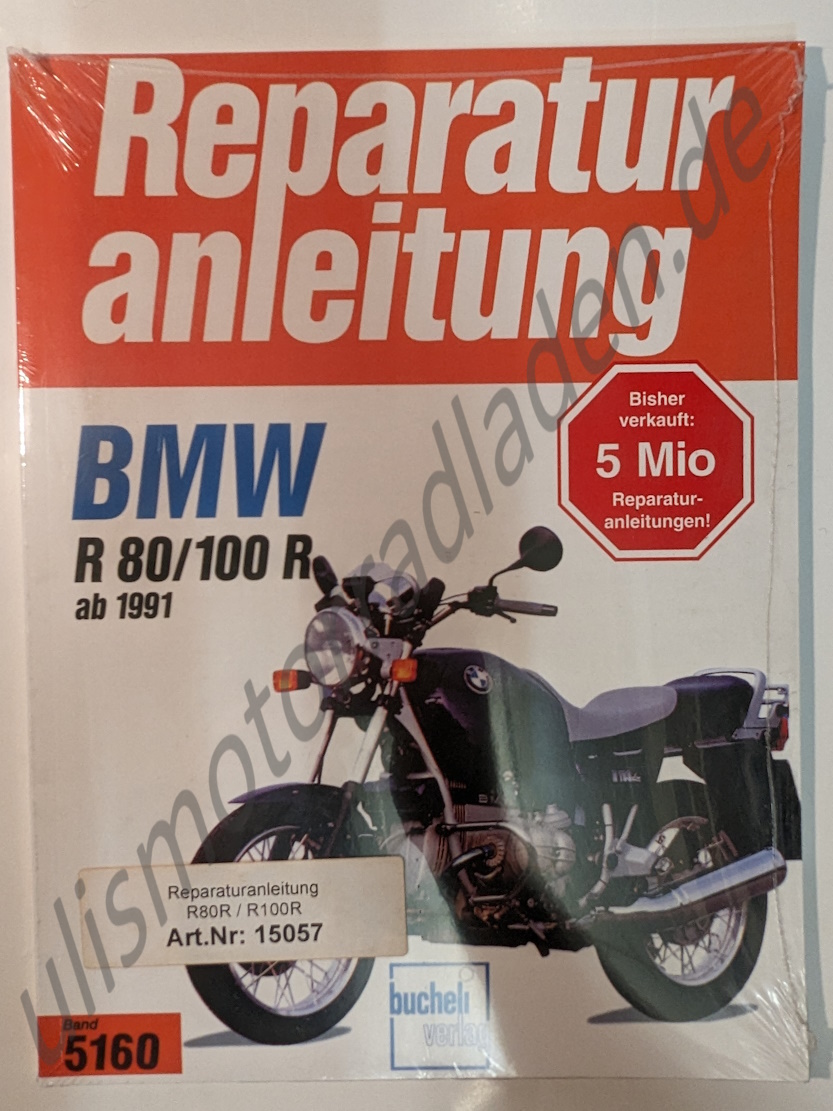 Reparatur
anleitung
Bisher
verkauft:
5 Mio
Reparatur-
anleitungen!
BMW
R 80/100 R
ab 1991
BMW
Reparaturanleitung
R80R / R100R
Art.Nr: 15057
bucheli
verlag
Band
5160
ulismotorradladen.de